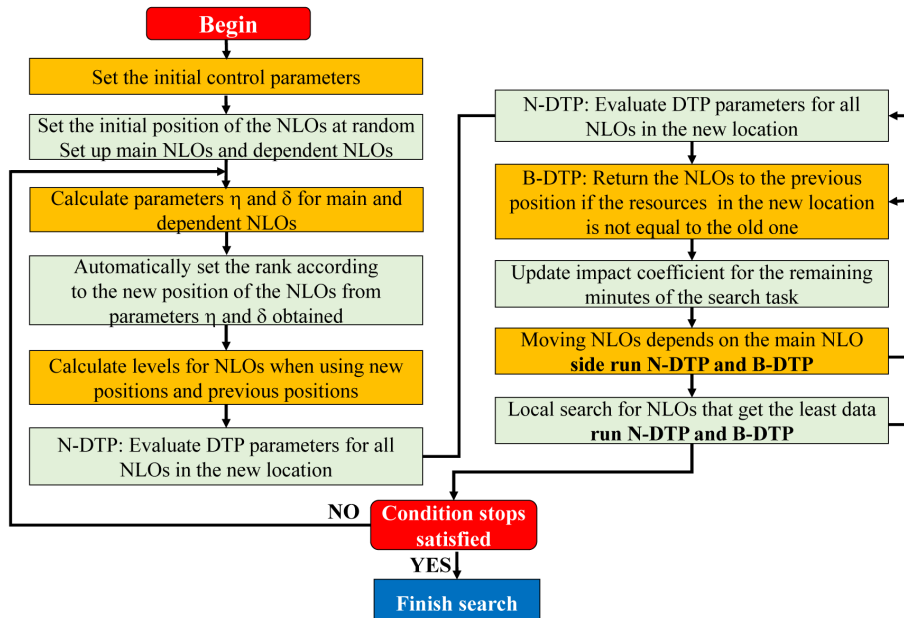 Begin
Set the initial control parameters
Set the initial position of the NLOs at random
Set up main NLOs and dependent NLOs
Calculate parameters η and δ for main and
dependent NLOs
Automatically set the rank according
to the new position of the NLOs from
parameters η and δ obtained
Calculate levels for NLOs when using new
positions and previous positions
N-DTP: Evaluate DTP parameters for all
NLOs in the new location
N-DTP: Evaluate DTP parameters for all
NLOs in the new location
B-DTP: Return the NLOs to the previous
position if the resources in the new location
is not equal to the old one
Update impact coefficient for the remaining
minutes of the search task
Moving NLOs depends on the main NLO
side run N-DTP and B-DTP
Local search for NLOs that get the least data
run N-DTP and B-DTP
NO
Condition stops
satisfied
YES
Finish search